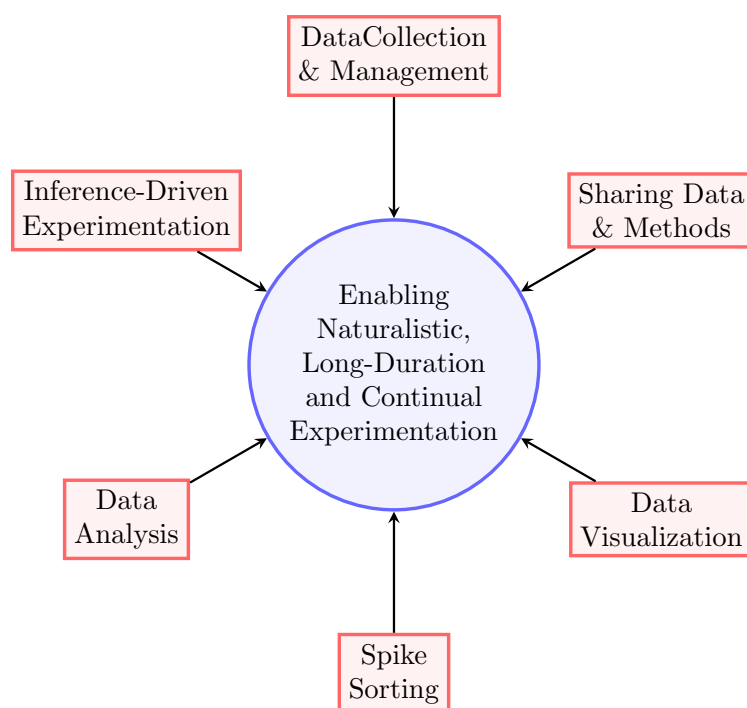 DataCollection
& Management
Inference-Driven
Experimentation
Sharing Data
& Methods
Enabling
Naturalistic,
Long-Duration
and Continual
Experimentation
Data
Analysis
Data
Visualization
Spike
Sorting